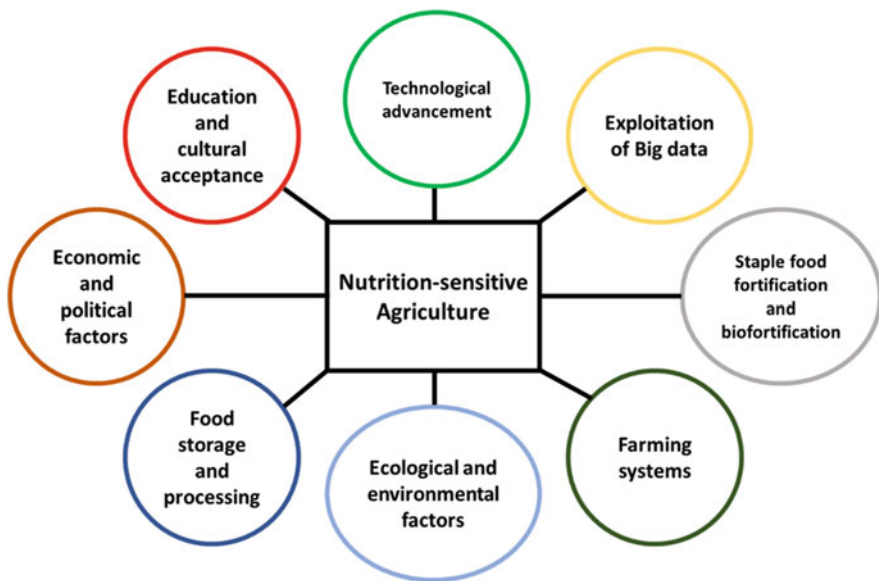 Education
and
cultural
acceptance
Technological
advancement
Exploitation
of Big data
Economic
and
political
factors
Nutrition-sensitive
Agriculture
Staple food
fortification
and
biofortification
Food
storage
and
processing
Ecological and
environmental
factors
Farming
systems